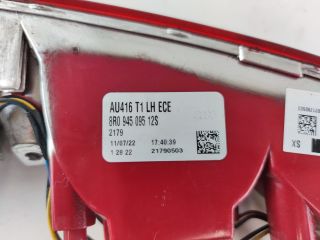 AU416 T1 LH ECE
8R0 945 095 12S
2179
11/07/22 17:40:39
1 28 22 21790503
SX